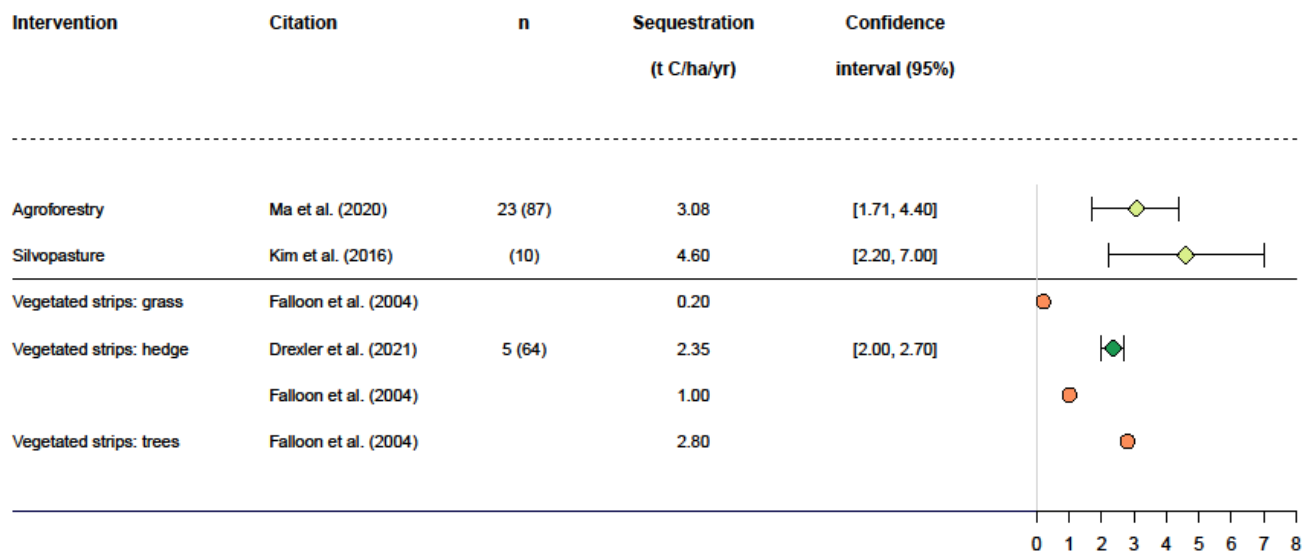 Intervention Citation n Sequestration Confidence
(t C/ha/yr) interval (95%)
Agroforestry Ma et al. (2020) 23 (87) 3.08 [1.71, 4.40]
Silvopasture Kim et al. (2016) (10) 4.60 [2.20, 7.00]
Vegetated strips: grass Falloon et al. (2004) 0.20
Vegetated strips: hedge Drexler et al. (2021) 5 (64) 2.35 [2.00, 2.70]
Falloon et al. (2004) 1.00
Vegetated strips: trees Falloon et al. (2004) 2.80
0 1 2 3 4 5 6 7 8